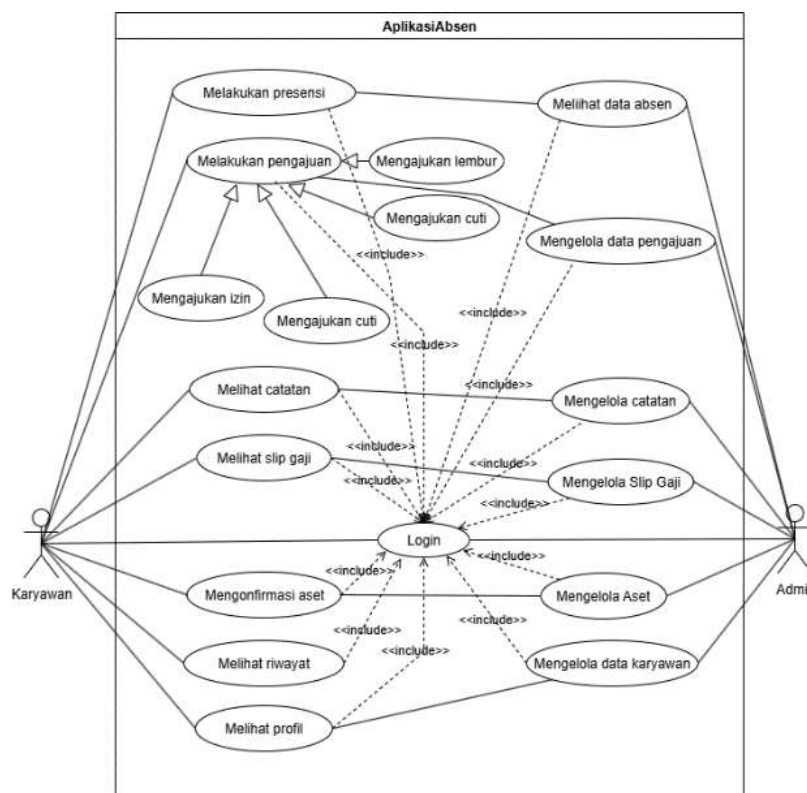 AplikasiAbsen
Melakukan presensi
Meliihat data absen
Melakukan pengajuan
Mengajukan lembur
Mengajukan cuti
Mengelola data pengajuan
<<include>>
Mengajukan izin
Mengajukan cuti
<<include>>
<<include>>
<<include>>
Melihat catatan
Mengelola catatan
<<include>>
<<include>>
Melihat slip gaji
<<include>>
Mengelola Slip Gaji
<<include>>
Login
Karyawan
Admi
<<include>>
<<include>>
Mengonfirmasi aset
Mengelola Aset
<<include>>
<<include>>
<<include>>
Melihat riwayat
Mengelola data karyawan
Melihat profil